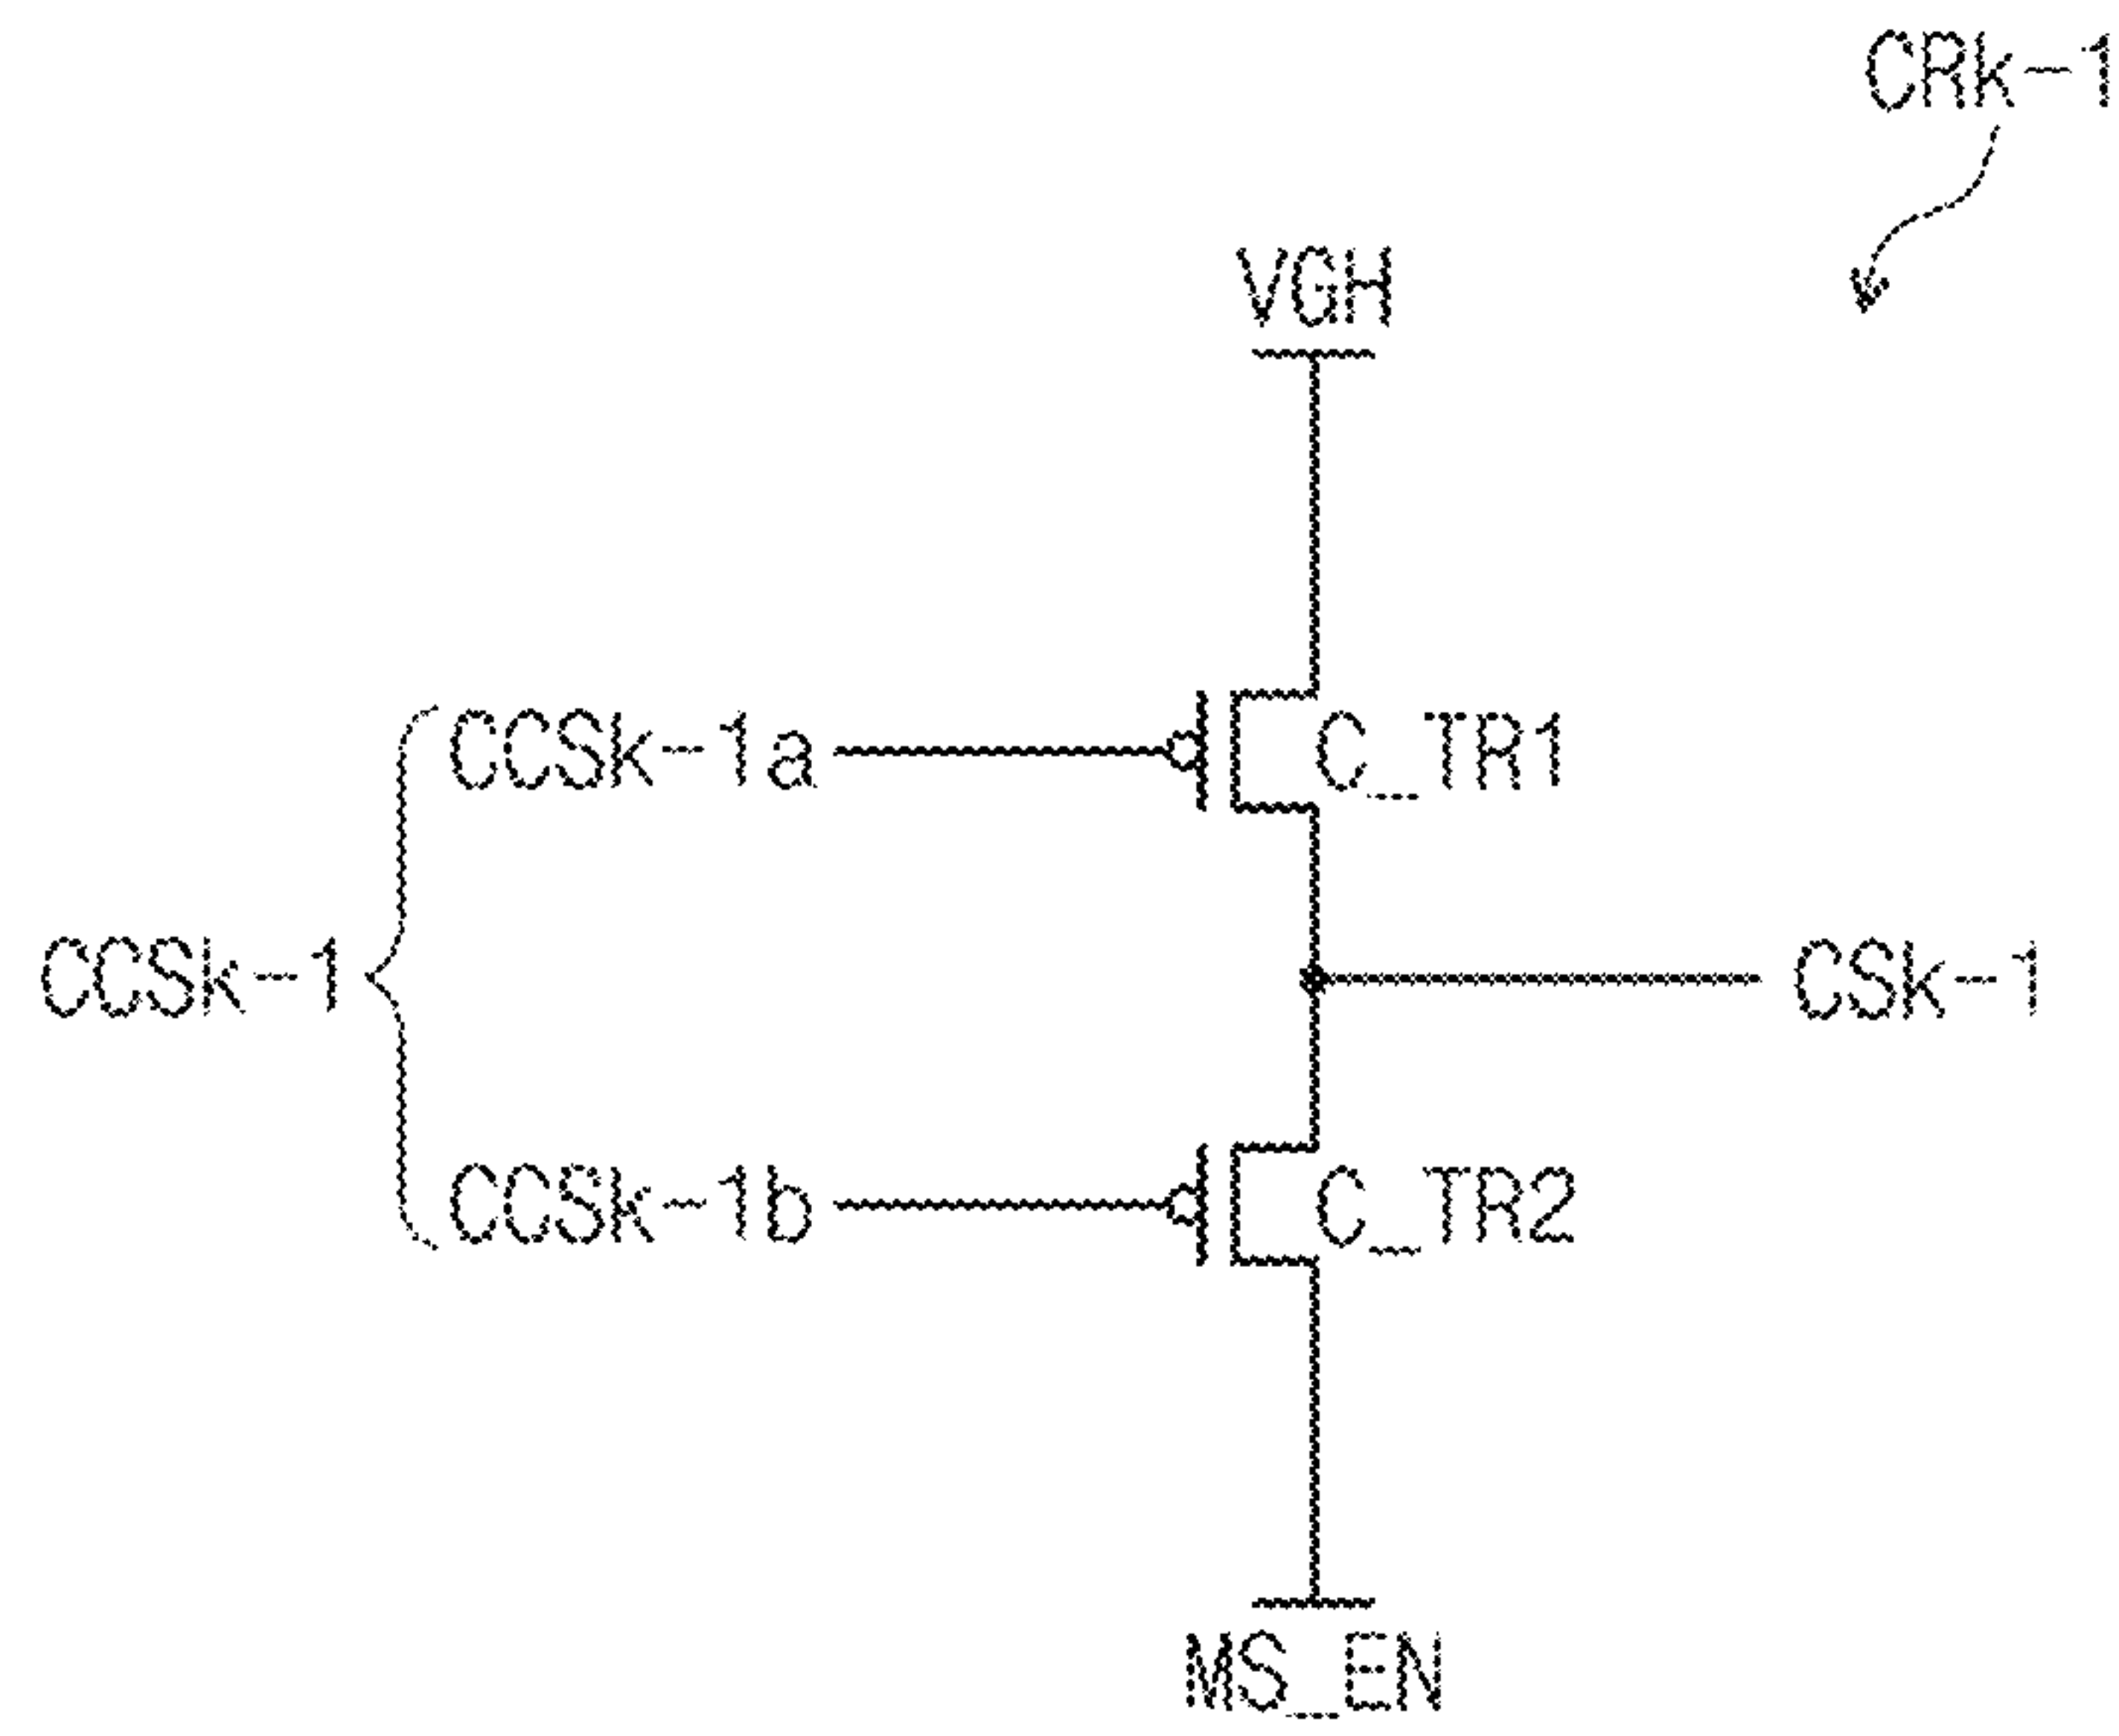 CRk-1
VGH
CCSk-1a
C_TR1
CCSk-1
CSk-1
CCSk-1b
C_TR2
MS_EN